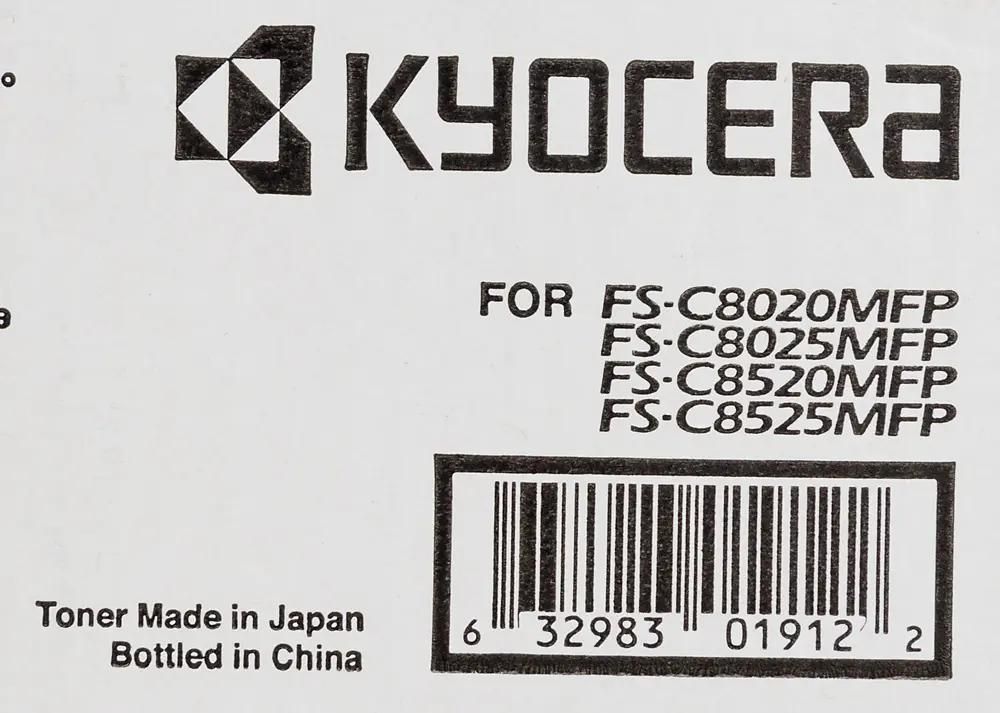 KYOCERA
FOR FS-C8020MFP
FS-C8025MFP
FS-C8520MFP
FS-C8525MFP
Toner Made in Japan
Bottled in China
6 32983 01912 2